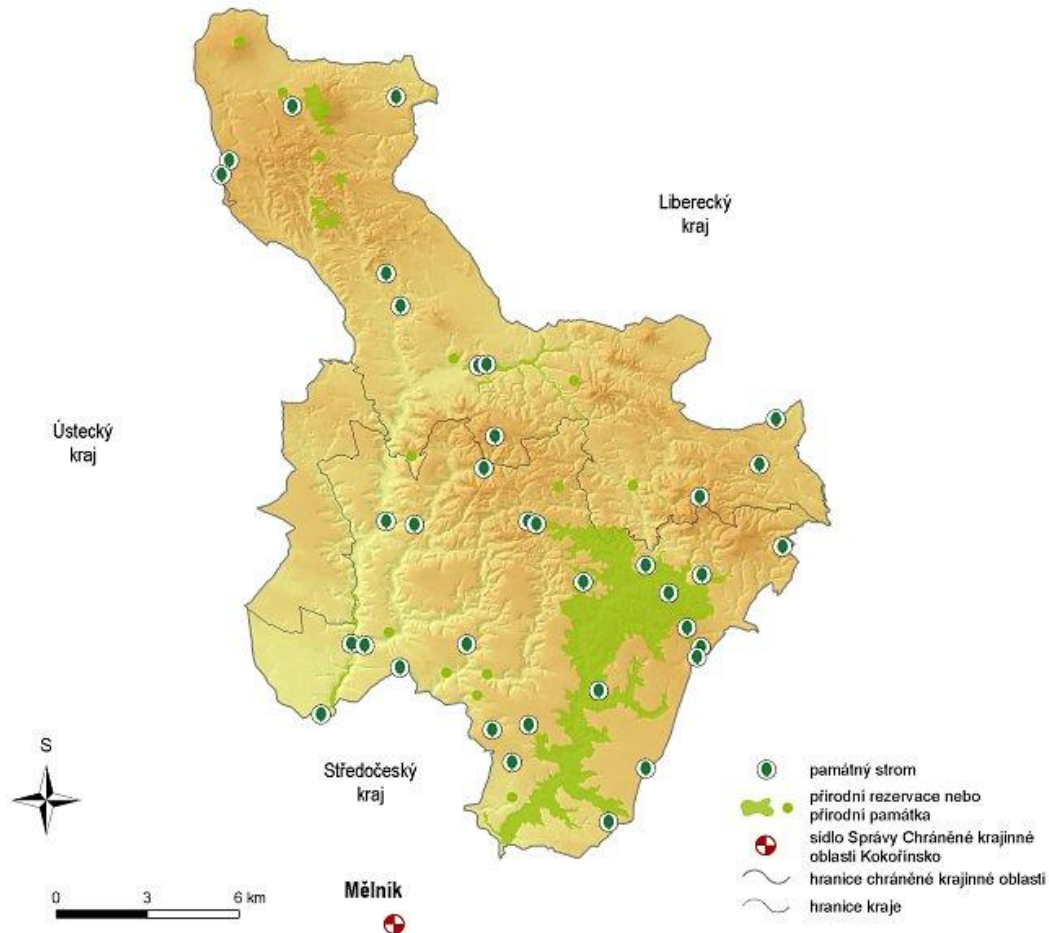 Liberecký
kraj
Ústecký
kraj
S
Středočeský
kraj
památný strom
přírodní rezervace nebo
přírodní památka
sídlo Správy Chráněné krajinné
oblasti Kokořínsko
hranice chráněné krajinné oblasti
hranice kraje
0 3 6 km
Mělník